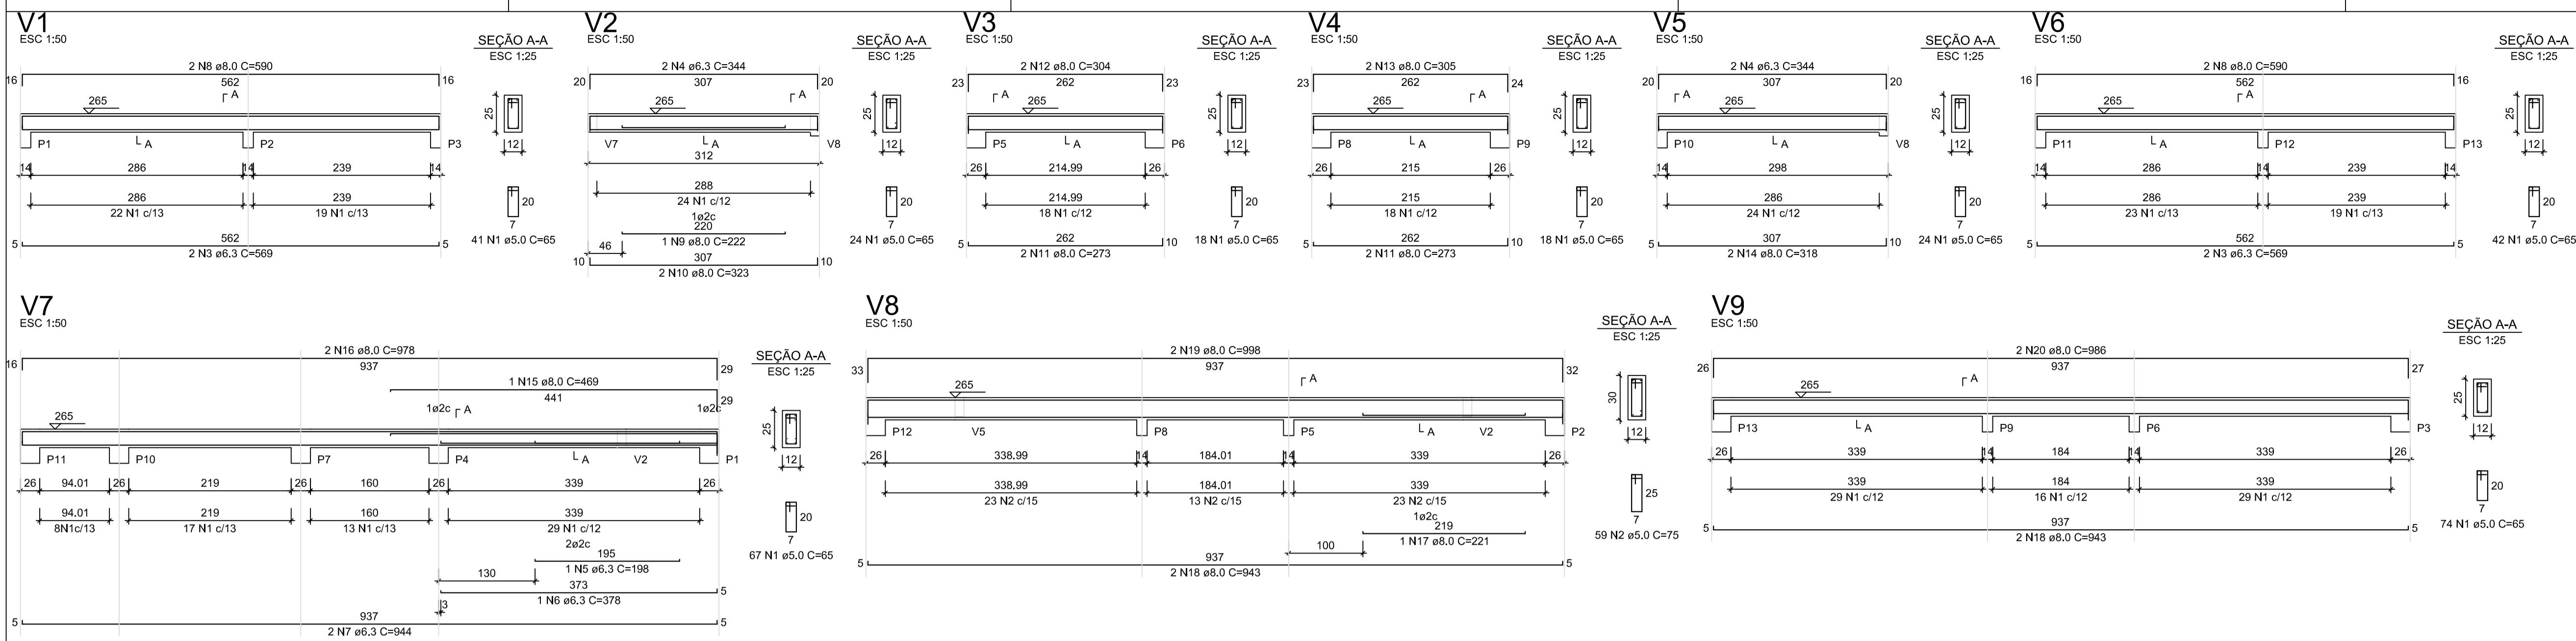 V1
ESC 1:50
2 N8 ø8.0 C=590
16
562
16
A
265
P1
A
P2
P3
14
286
14
239
14
286
22 N1 c/13
239
19 N1 c/13
5
562
5
2 N3 ø6.3 C=569
SEÇÃO A-A
ESC 1:25
25
12
20
7
41 N1 ø5.0 C=65
V2
ESC 1:50
2 N4 ø6.3 C=344
20
307
20
A
265
V7
A
V8
312
288
24 N1 c/12
1ø2c
220
46
1 N9 ø8.0 C=222
10
307
10
2 N10 ø8.0 C=323
SEÇÃO A-A
ESC 1:25
25
12
20
7
24 N1 ø5.0 C=65
V3
ESC 1:50
2 N12 ø8.0 C=304
23
262
23
A
265
P5
A
P6
26
214.99
26
214.99
18 N1 c/12
5
262
10
2 N11 ø8.0 C=273
SEÇÃO A-A
ESC 1:25
25
12
20
7
18 N1 ø5.0 C=65
V4
ESC 1:50
2 N13 ø8.0 C=305
23
262
24
A
265
P8
A
P9
26
215
26
215
18 N1 c/12
5
262
10
2 N11 ø8.0 C=273
SEÇÃO A-A
ESC 1:25
25
12
20
7
18 N1 ø5.0 C=65
V5
ESC 1:50
2 N4 ø6.3 C=344
20
307
20
A
265
P10
A
V8
14
298
286
24 N1 c/12
5
307
10
2 N14 ø8.0 C=318
SEÇÃO A-A
ESC 1:25
25
12
20
7
24 N1 ø5.0 C=65
V6
ESC 1:50
2 N8 ø8.0 C=590
16
562
16
A
265
P11
A
P12
P13
14
286
14
239
14
286
23 N1 c/13
239
19 N1 c/13
5
562
5
2 N3 ø6.3 C=569
SEÇÃO A-A
ESC 1:25
25
12
20
7
42 N1 ø5.0 C=65
V7
ESC 1:50
2 N16 ø8.0 C=978
16
937
29
1 N15 ø8.0 C=469
441
29
1ø2c
A
1ø2c
265
P11
P10
P7
P4
A
V2
P1
26
94.01
26
219
26
160
26
339
26
94.01
8N1c/13
219
17 N1 c/13
160
13 N1 c/13
339
29 N1 c/12
2ø2c
195
130
1 N5 ø6.3 C=198
373
5
1 N6 ø6.3 C=378
3
5
937
5
2 N7 ø6.3 C=944
SEÇÃO A-A
ESC 1:25
25
12
20
7
67 N1 ø5.0 C=65
V8
ESC 1:50
2 N19 ø8.0 C=998
33
937
32
A
265
P12
V5
P8
P5
A
V2
P2
26
338.99
14
184.01
14
339
26
338.99
23 N2 c/15
184.01
13 N2 c/15
339
23 N2 c/15
1ø2c
219
100
1 N17 ø8.0 C=221
5
937
5
2 N18 ø8.0 C=943
SEÇÃO A-A
ESC 1:25
30
12
25
7
59 N2 ø5.0 C=75
V9
ESC 1:50
2 N20 ø8.0 C=986
26
937
27
A
265
P13
A
P9
P6
P3
26
339
14
184
14
339
26
339
29 N1 c/12
184
16 N1 c/12
339
29 N1 c/12
5
937
5
2 N18 ø8.0 C=943
SEÇÃO A-A
ESC 1:25
25
12
20
7
74 N1 ø5.0 C=65